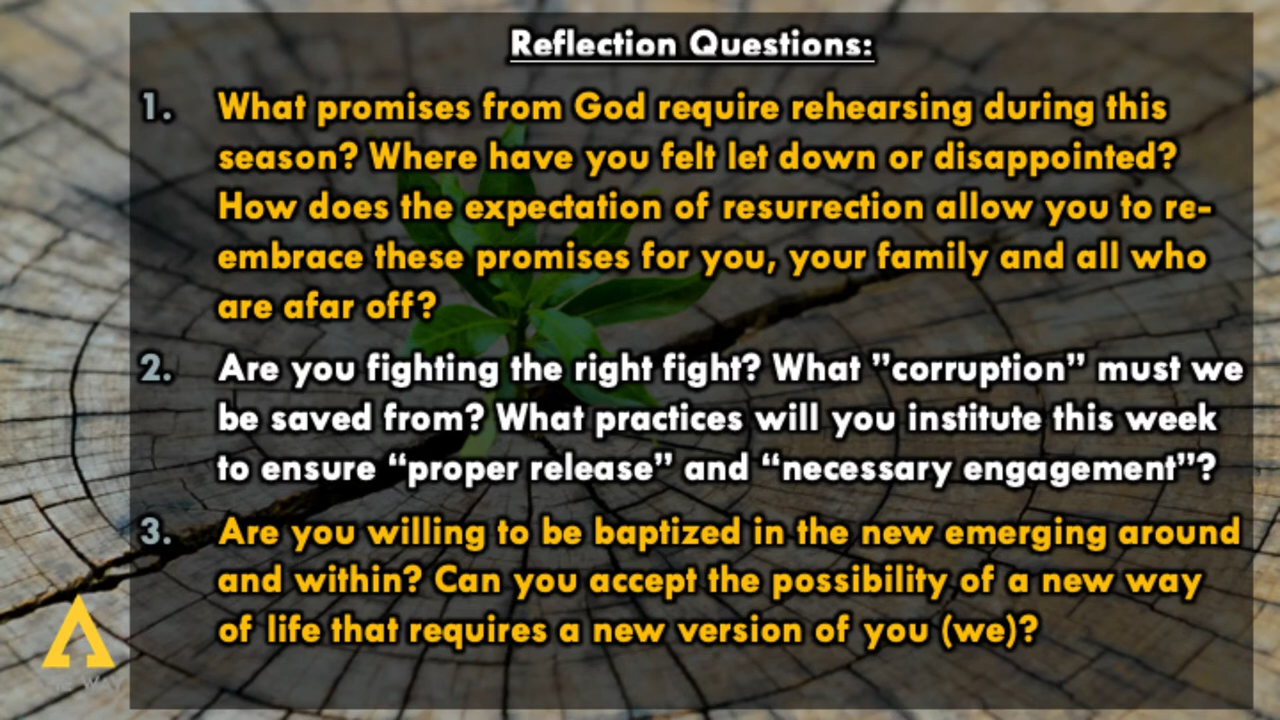 Reflection Questions:
1. What promises from God require rehearsing during this
season? Where have you felt let down or disappointed?
How does the expectation of resurrection allow you to re-
embrace these promises for you, your family and all who
are afar off?
2. Are you fighting the right fight? What ”corruption” must we
be saved from? What practices will you institute this week
to ensure “proper release” and “necessary engagement”?
3. Are you willing to be baptized in the new emerging around
and within? Can you accept the possibility of a new way
of life that requires a new version of you (we)?
WAY